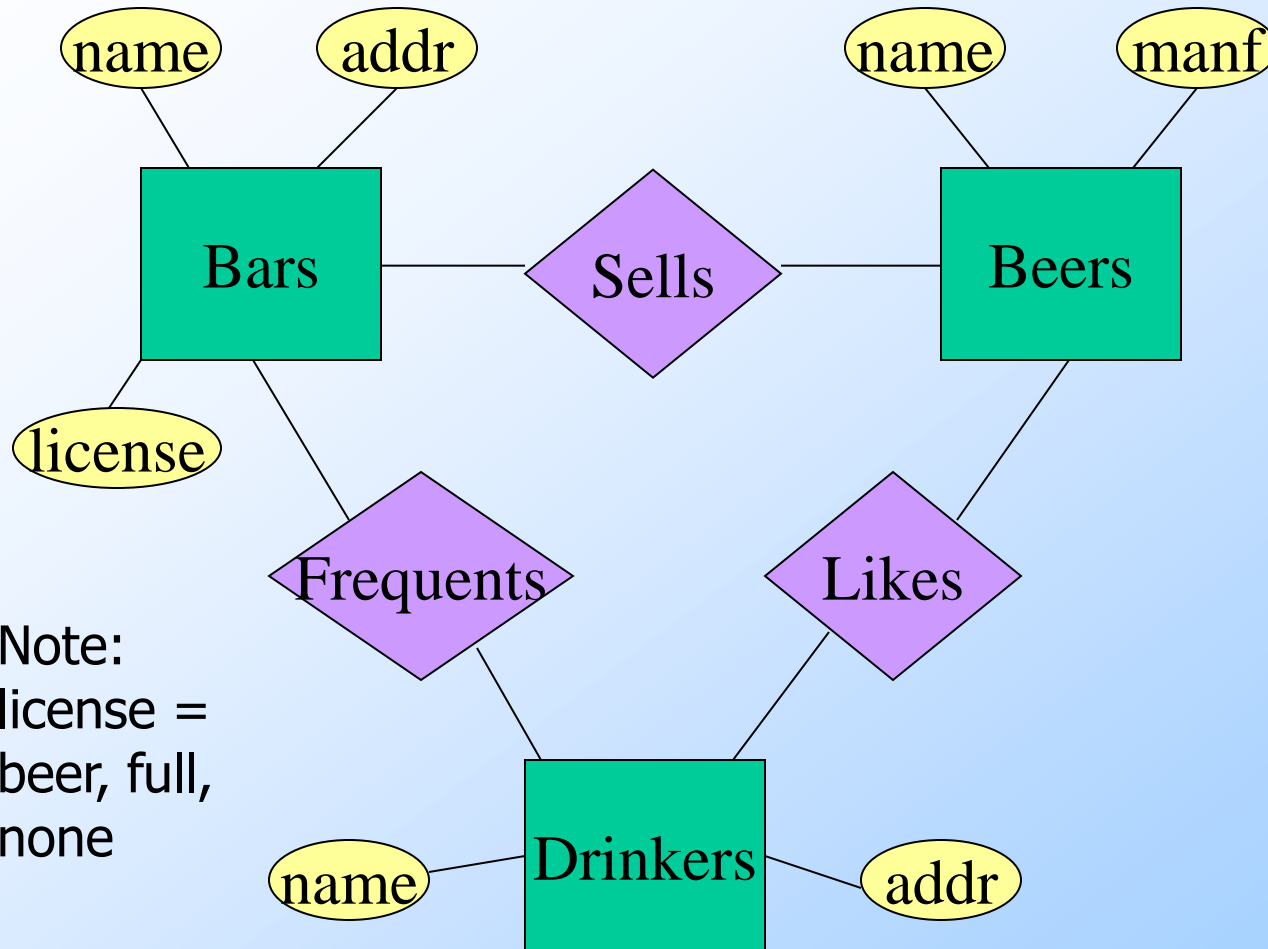 name
addr
name
manf
Bars
Sells
Beers
license
Frequents
Likes
Note:
license =
beer, full,
none
Drinkers
name
addr